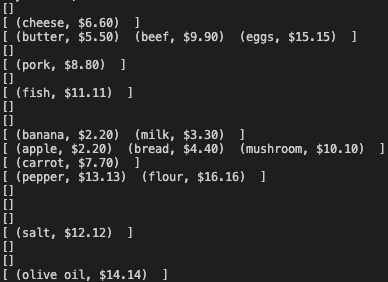 []
[ (cheese, $6.60)  ]
[ (butter, $5.50)  (beef, $9.90)  (eggs, $15.15)  ]
[]
[ (pork, $8.80)  ]
[]
[ (fish, $11.11)  ]
[]
[]
[ (banana, $2.20)  (milk, $3.30)  ]
[ (apple, $2.20)  (bread, $4.40)  (mushroom, $10.10)  ]
[ (carrot, $7.70)  ]
[ (pepper, $13.13)  (flour, $16.16)  ]
[]
[]
[]
[ (salt, $12.12)  ]
[]
[]
[ (olive oil, $14.14)  ]